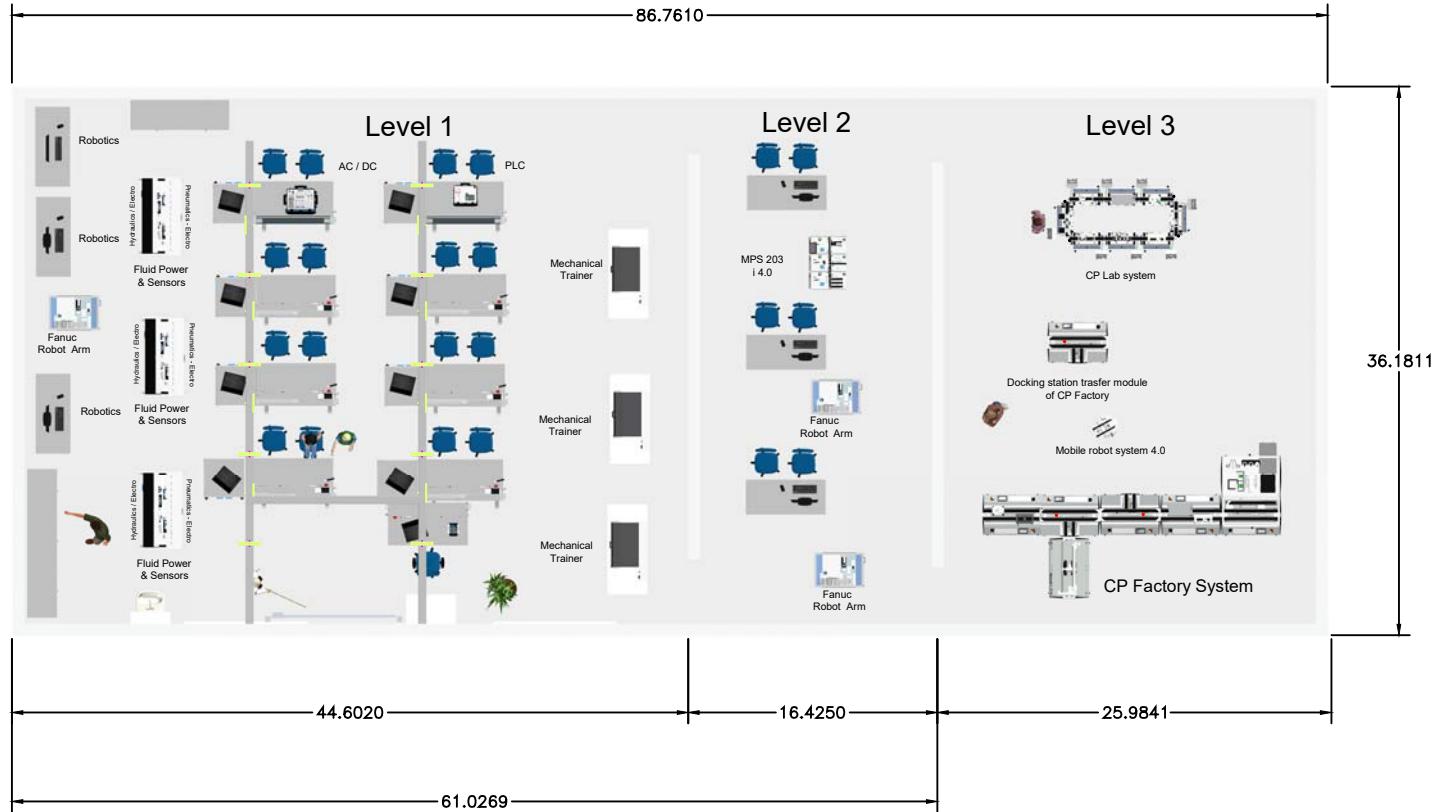 86.7610
Level 1
Level 2
Level 3
Robotics
AC / DC
PLC
Hydraulics / Electro
Pneumatics - Electro
Robotics
Fluid Power
& Sensors
Mechanical
Trainer
MPS 203
i 4.0
CP Lab system
Fanuc
Robot Arm
Hydraulics / Electro
Pneumatics - Electro
36.1811
Robotics
Fluid Power
& Sensors
Mechanical
Trainer
Fanuc
Robot Arm
Docking station trasfer module
of CP Factory
Mobile robot system 4.0
Hydraulics / Electro
Pneumatics - Electro
Fluid Power
& Sensors
Mechanical
Trainer
Fanuc
Robot Arm
CP Factory System
44.6020
16.4250
25.9841
61.0269